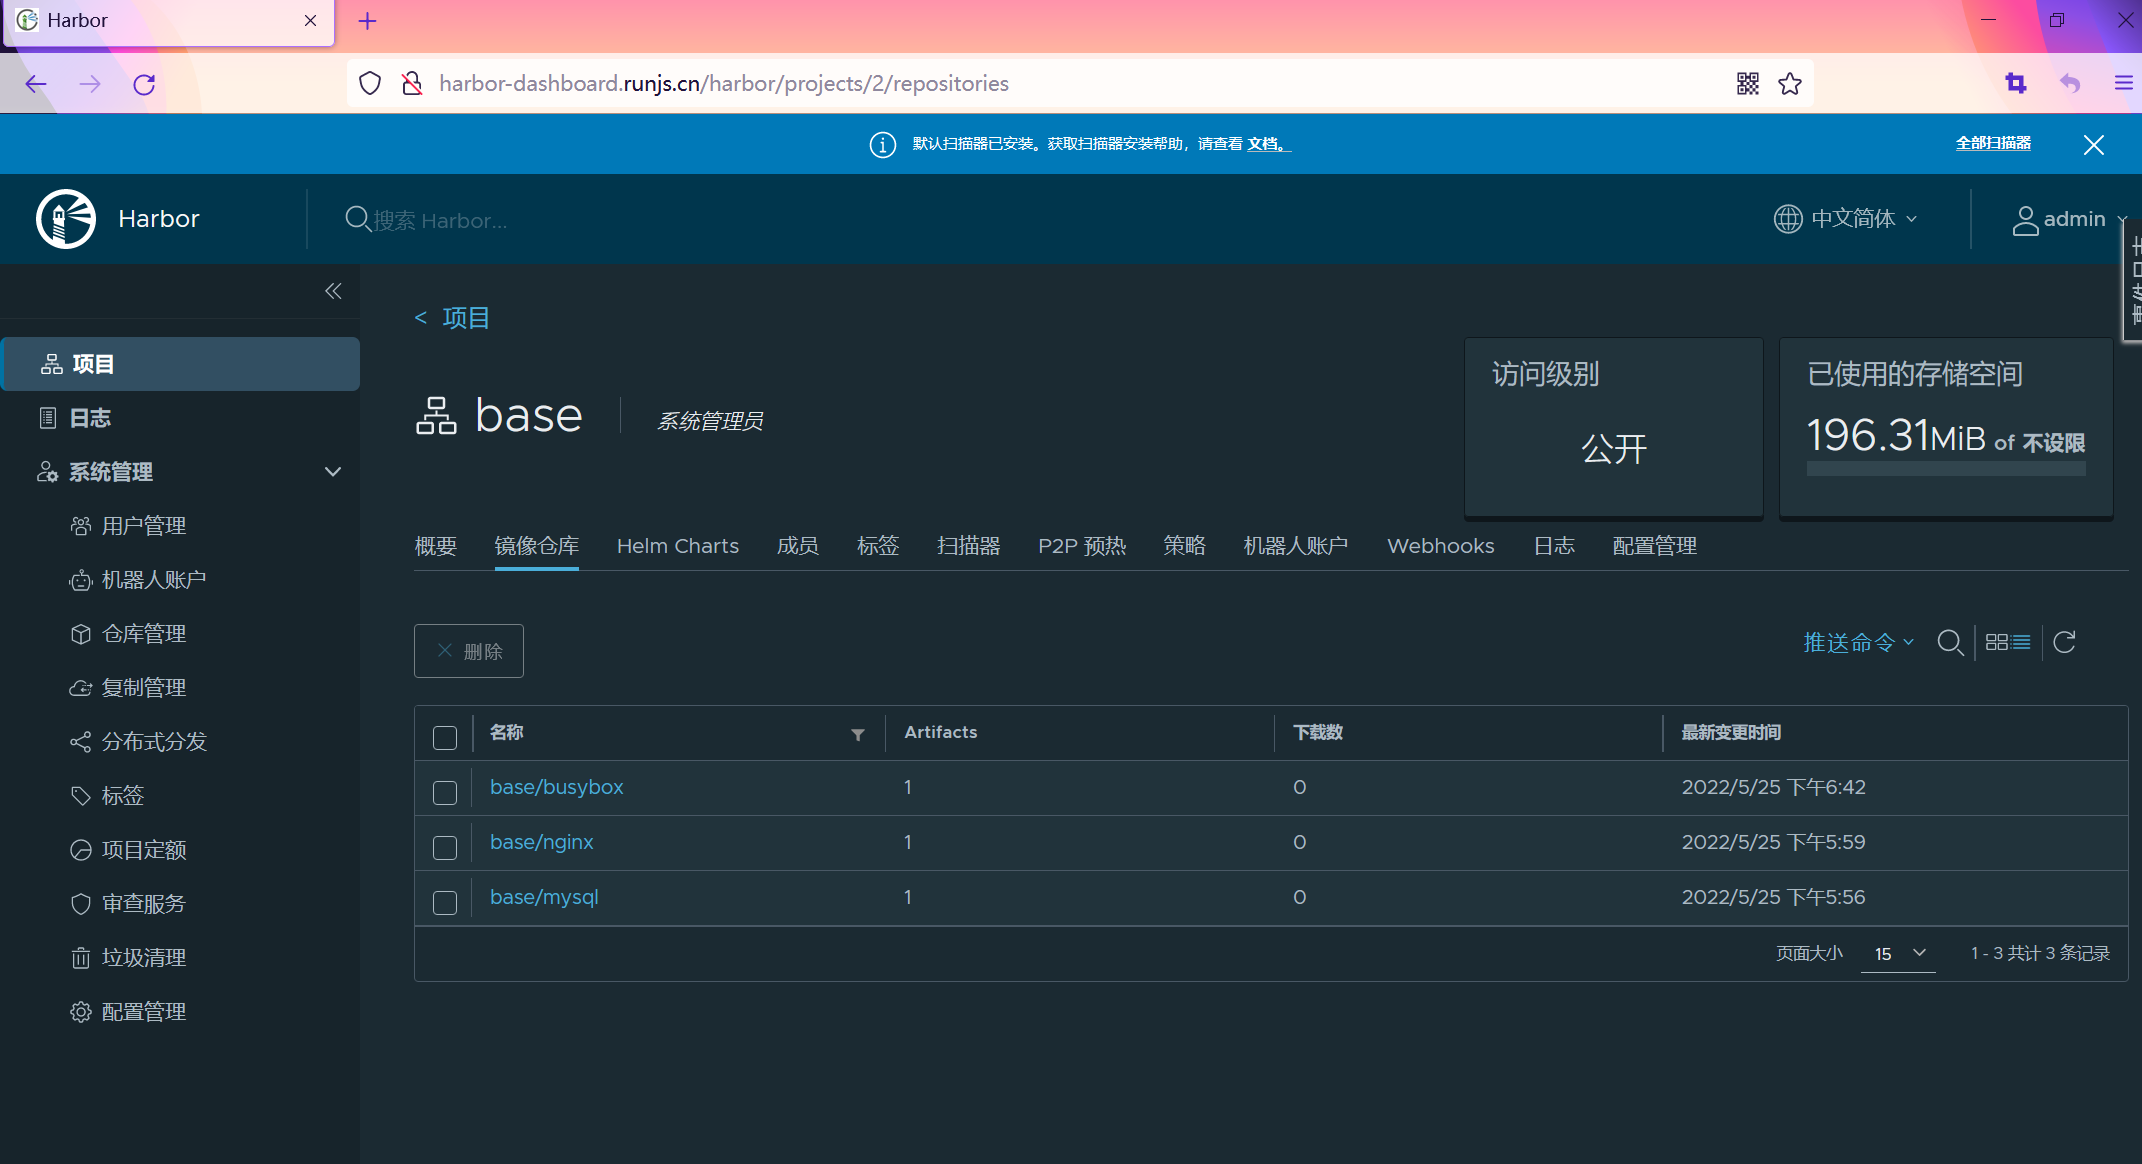 Harbor
harbor-dashboard.runjs.cn/harbor/projects/2/repositories
默认扫描器已安装。获取扫描器安装帮助，请查看 文档。
全部扫描器
Harbor
搜索 Harbor...
中文简体
admin
项目
日志
系统管理
用户管理
机器人账户
仓库管理
复制管理
分布式分发
标签
项目定额
审查服务
垃圾清理
配置管理
< 项目
base
系统管理员
访问级别
公开
已使用的存储空间
196.31MiB of 不设限
概要 镜像仓库 Helm Charts 成员 标签 扫描器 P2P 预热 策略 机器人账户 Webhooks 日志 配置管理
删除
推送命令
名称 Artifacts 下载数 最新变更时间
base/busybox 1 0 2022/5/25 下午6:42
base/nginx 1 0 2022/5/25 下午5:59
base/mysql 1 0 2022/5/25 下午5:56
页面大小 15 1 - 3 共计 3 条记录